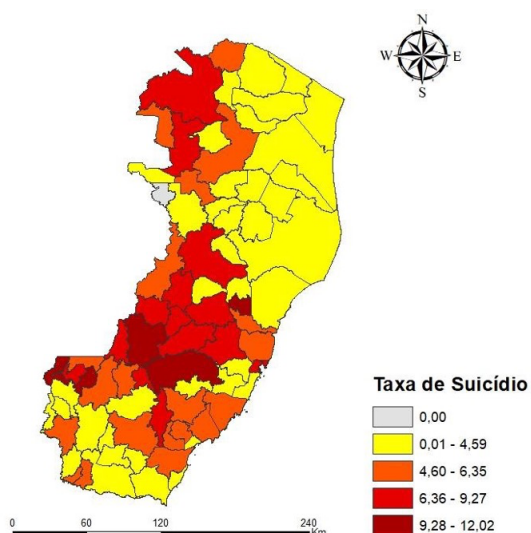 N
W E
S
Taxa de Suicídio
0,00
0,01 - 4,59
4,60 - 6,35
6,36 - 9,27
9,28 - 12,02
0 60 120 240
Km